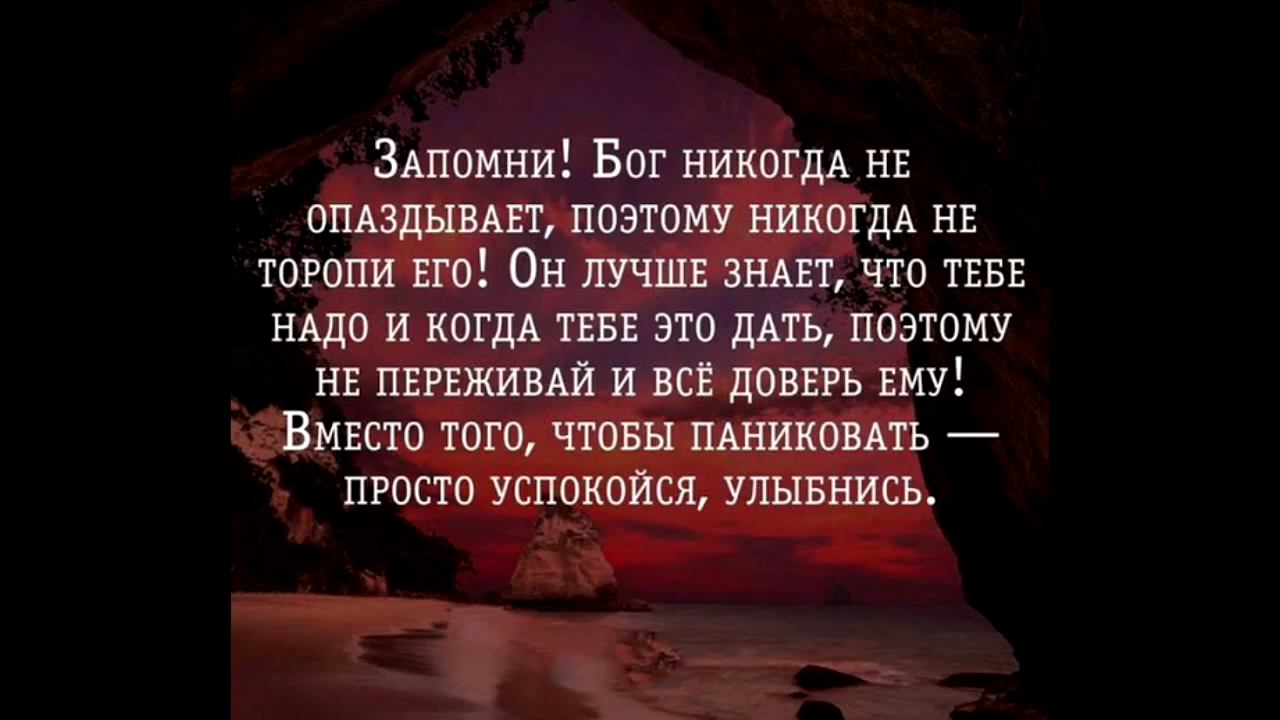 Запомни! Бог никогда не
опаздывает, поэтому никогда не
торопи его! Он лучше знает, что тебе
надо и когда тебе это дать, поэтому
не переживай и всё доверь ему!
Вместо того, чтобы паниковать —
просто успокойся, улыбнись.